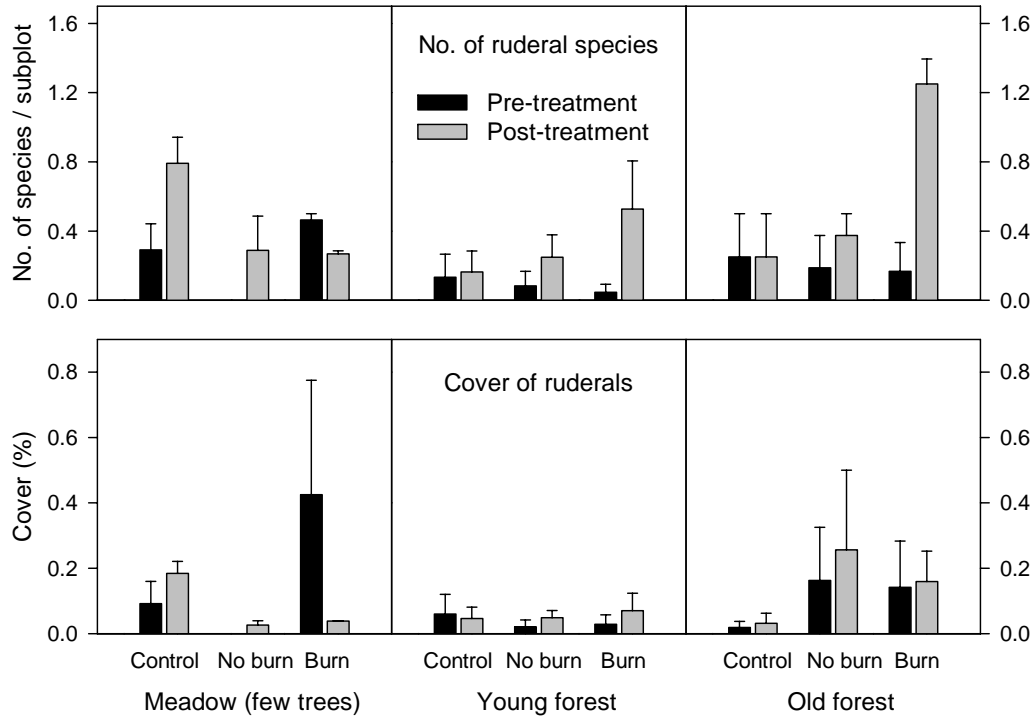 1.6
1.2
0.8
0.4
0.0
No. of species / subplot
No. of ruderal species
Pre-treatment
Post-treatment
1.6
1.2
0.8
0.4
0.0
0.8
0.6
0.4
0.2
0.0
Cover (%)
Cover of ruderals
0.8
0.6
0.4
0.2
0.0
Control No burn Burn
Control No burn Burn
Control No burn Burn
Meadow (few trees)
Young forest
Old forest